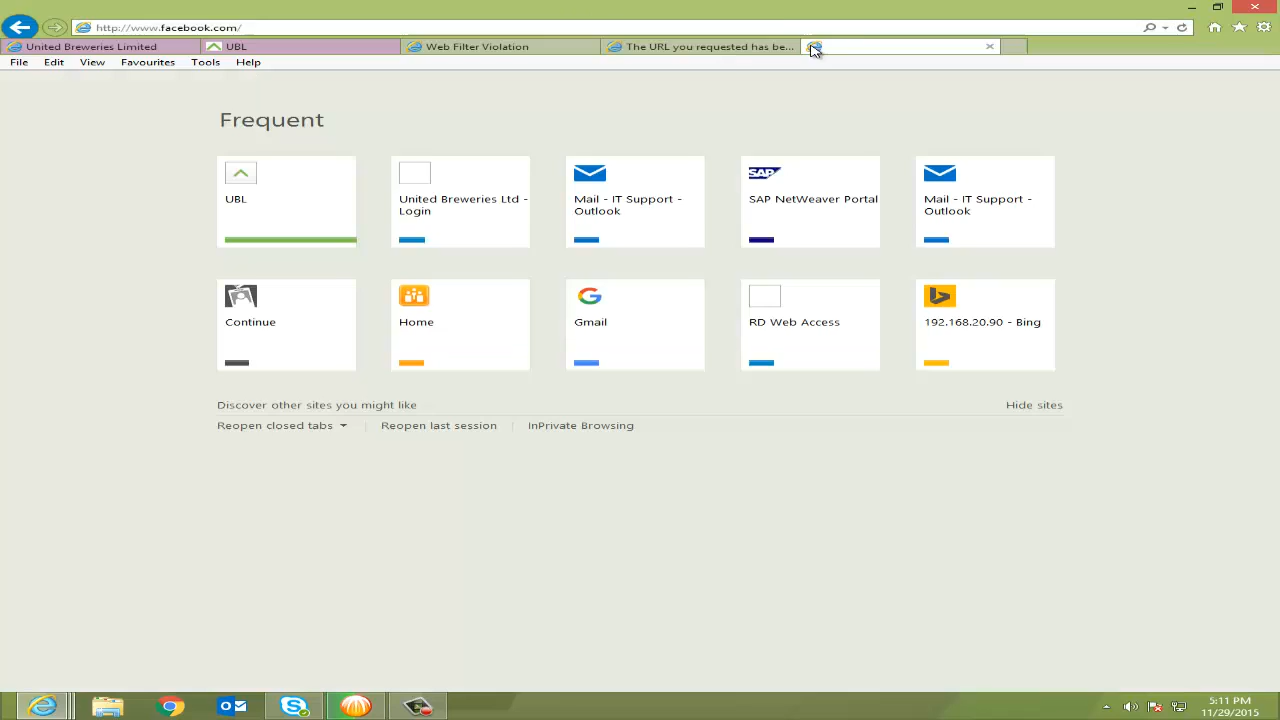 http://www.facebook.com/
United Breweries Limited
UBL
Web Filter Violation
The URL you requested has be...
File Edit View Favourites Tools Help
Frequent
UBL
United Breweries Ltd - Login
Mail - IT Support - Outlook
SAP
SAP NetWeaver Portal
Mail - IT Support - Outlook
Continue
Home
Gmail
RD Web Access
192.168.20.90 - Bing
Discover other sites you might like
Hide sites
Reopen closed tabs
Reopen last session
InPrivate Browsing
5:11 PM
11/29/2015